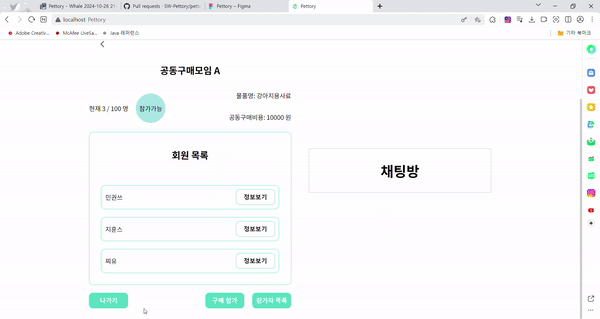 Pettory - Whale 2024-10-26 21
Pull requests · SW-Pettory/pett
Pettory – Figma
Pettory
localhost Pettory
Adobe Creativ...
McAfee LiveSa...
Java 레퍼런스
기타 북마크
공동구매모임 A
물품명: 강아지용사료
현재 3 / 100 명
참가가능
공동구매비용: 10000 원
회원 목록
채팅방
민권쓰
정보보기
지훈스
정보보기
찌유
정보보기
나가기
구매 참가
참가자 목록